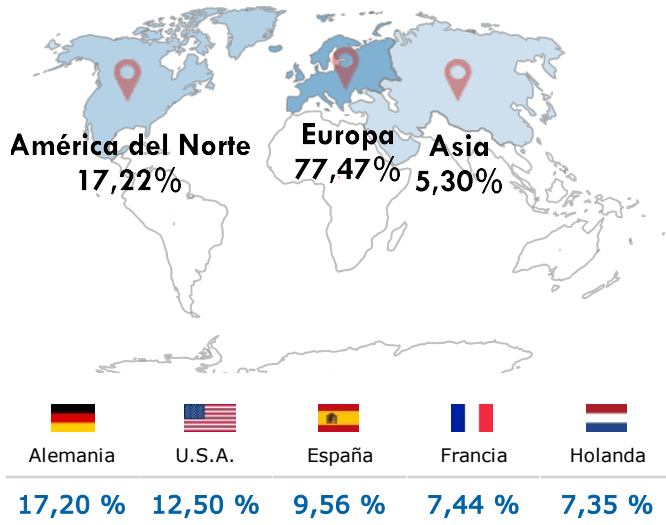 América del Norte
17,22%
Europa
77,47%
Asia
5,30%
Alemania
U.S.A.
España
Francia
Holanda
17,20 %
12,50 %
9,56 %
7,44 %
7,35 %